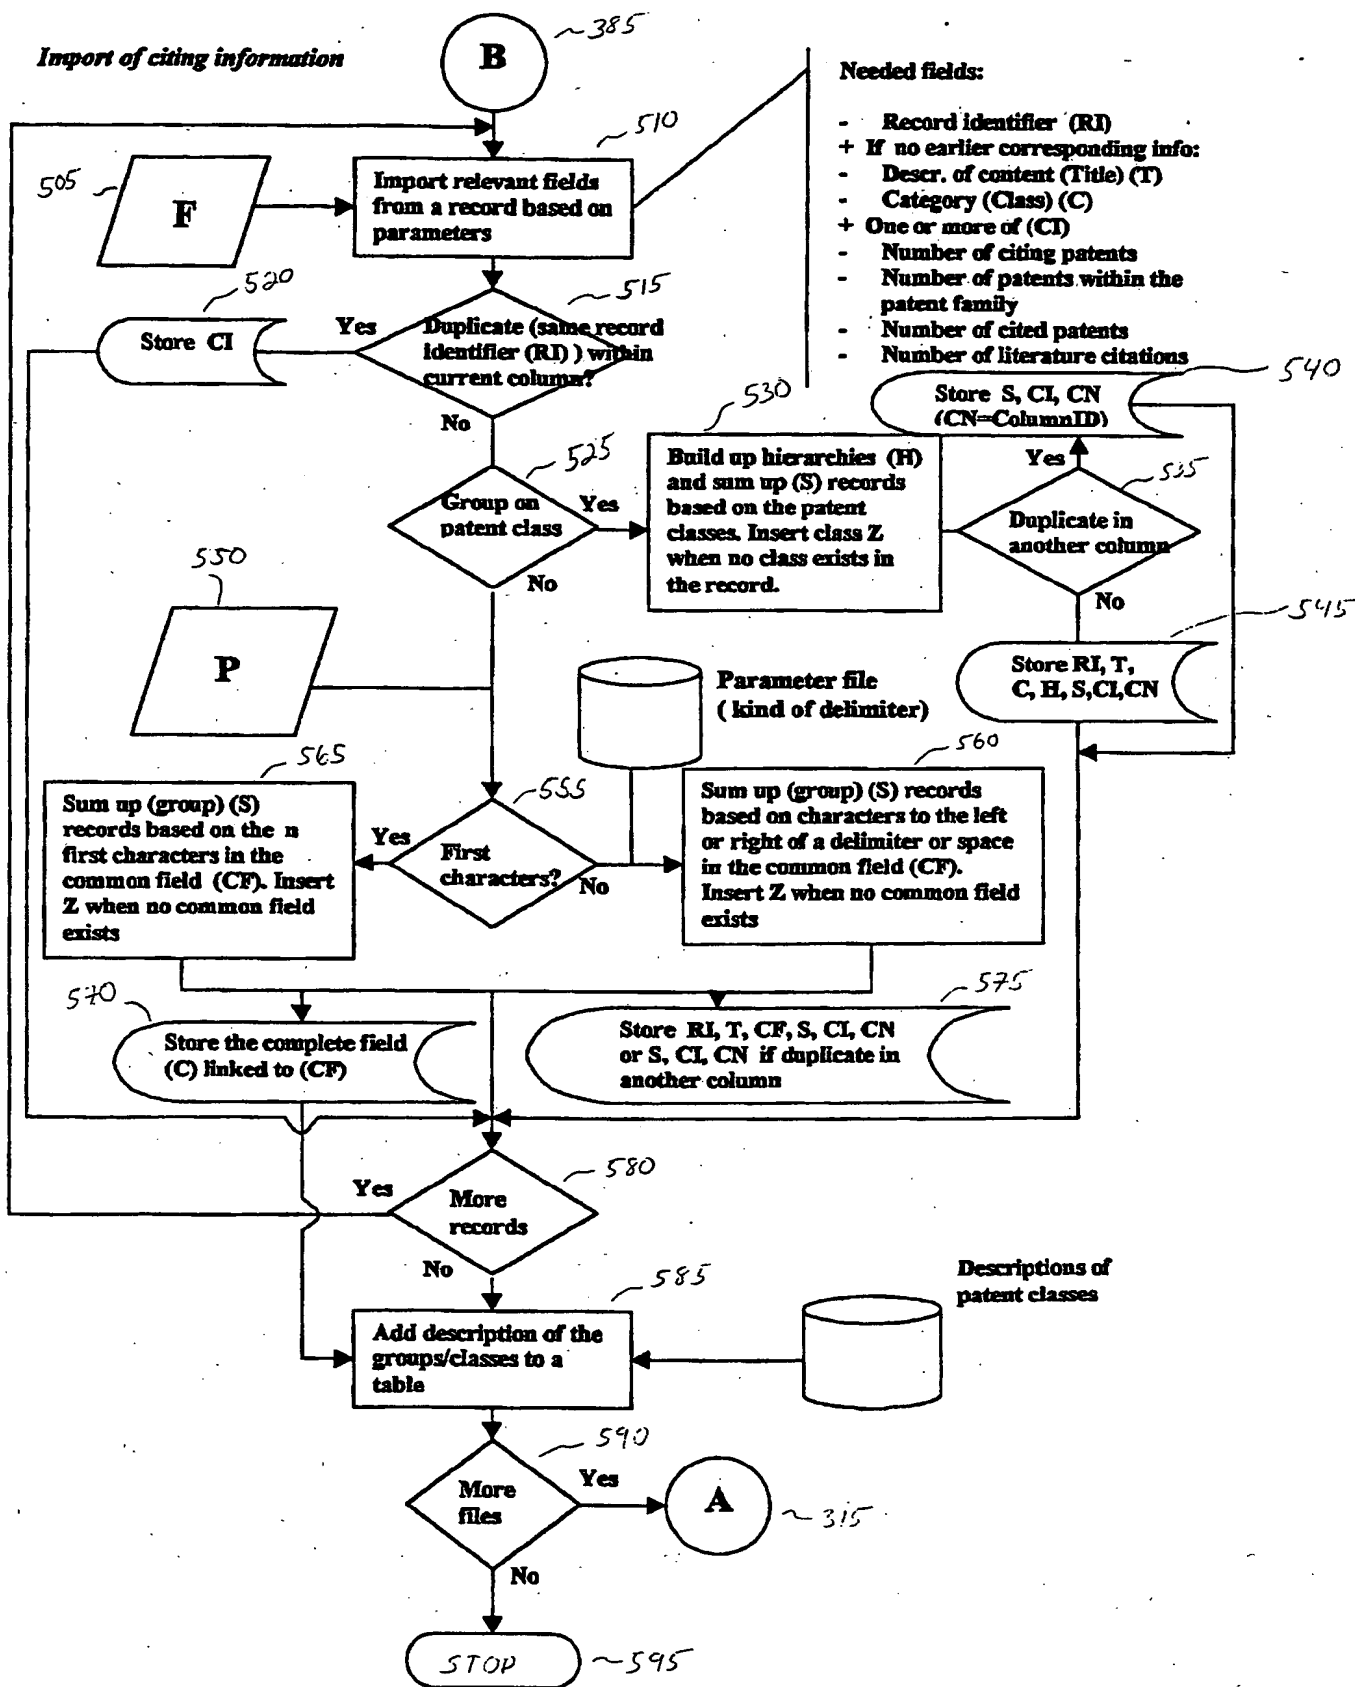 Import of citing information
B
385
Needed fields:
- Record identifier (RI)
+ If no earlier corresponding info:
- Descr. of content (Title) (T)
- Category (Class) (C)
+ One or more of (CI)
- Number of citing patents
- Number of patents within the
patent family
- Number of cited patents
- Number of literature citations
510
505
F
Import relevant fields
from a record based on
parameters
520
515
Store CI
Yes
Duplicate (same record
identifier (RI) ) within
current column?
No
540
Store S, CI, CN
(CN=ColumnID)
530
525
Group on
patent class
Yes
No
Build up hierarchies (H)
and sum up (S) records
based on the patent
classes. Insert class Z
when no class exists in
the record.
Yes
535
Duplicate in
another column
No
545
Store RI, T,
C, H, S,CI,CN
550
P
Parameter file
( kind of delimiter)
565
555
560
Sum up (group) (S)
records based on the n
first characters in the
common field (CF). Insert
Z when no common field
exists
Yes
First
characters?
No
Sum up (group) (S) records
based on characters to the left
or right of a delimiter or space
in the common field (CF).
Insert Z when no common field
exists
570
575
Store the complete field
(C) linked to (CF)
Store RI, T, CF, S, CI, CN
or S, CI, CN if duplicate in
another column
580
Yes
More
records
No
585
Add description of the
groups/classes to a
table
Descriptions of
patent classes
590
More
files
Yes
A
315
No
STOP
595